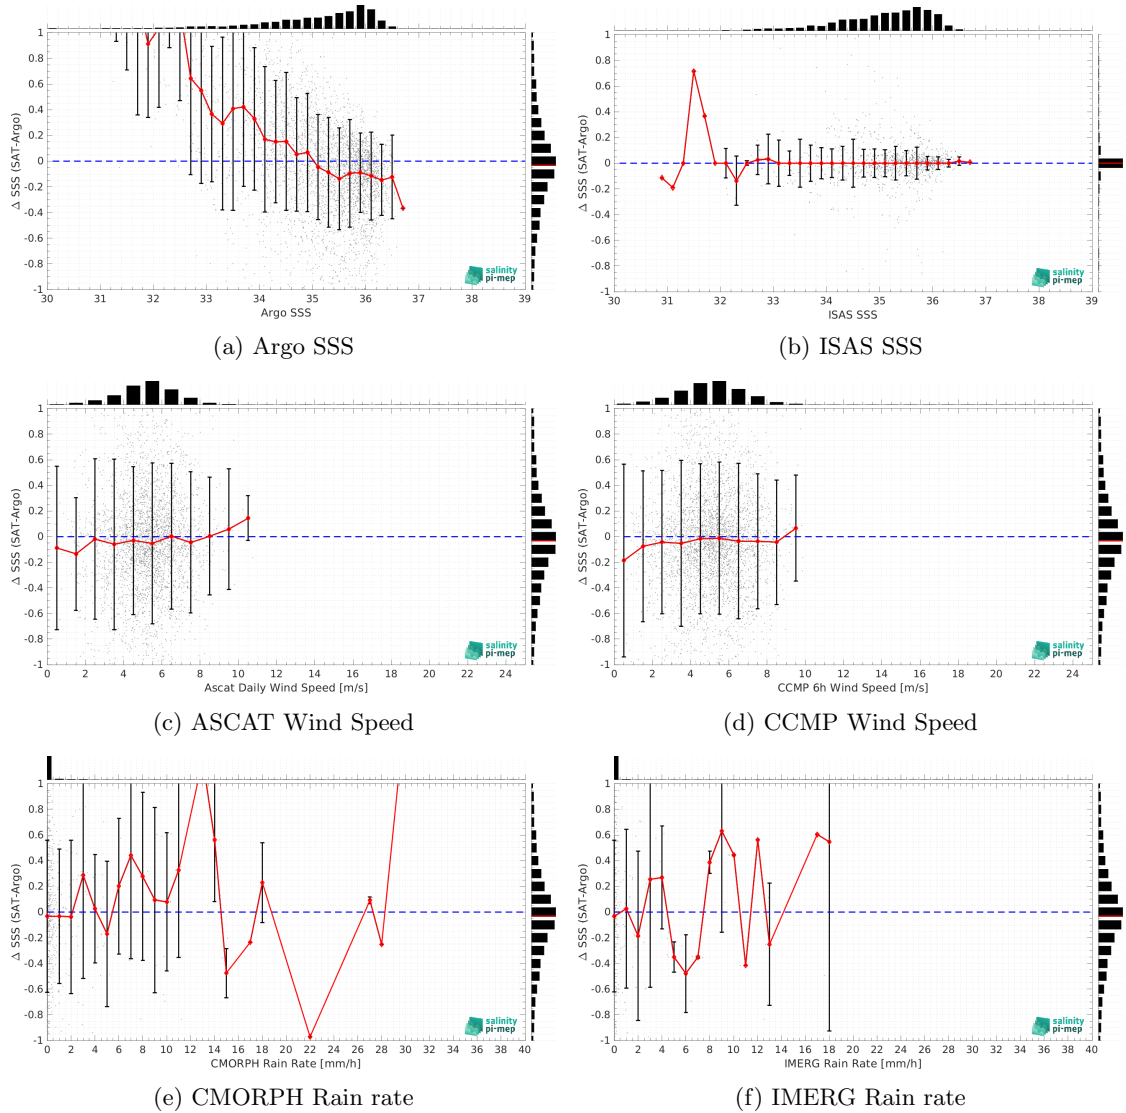 1
0.8
0.6
0.4
0.2
0
-0.2
-0.4
-0.6
-0.8
-1
Δ SSS (SAT-Argo)
30 31 32 33 34 35 36 37 38 39
Argo SSS
salinity
pi-mep
(a) Argo SSS
1
0.8
0.6
0.4
0.2
0
-0.2
-0.4
-0.6
-0.8
-1
Δ SSS (SAT-Argo)
30 31 32 33 34 35 36 37 38 39
ISAS SSS
salinity
pi-mep
(b) ISAS SSS
1
0.8
0.6
0.4
0.2
0
-0.2
-0.4
-0.6
-0.8
-1
Δ SSS (SAT-Argo)
0 2 4 6 8 10 12 14 16 18 20 22 24
Ascat Daily Wind Speed [m/s]
salinity
pi-mep
(c) ASCAT Wind Speed
1
0.8
0.6
0.4
0.2
0
-0.2
-0.4
-0.6
-0.8
-1
Δ SSS (SAT-Argo)
0 2 4 6 8 10 12 14 16 18 20 22 24
CCMP 6h Wind Speed [m/s]
salinity
pi-mep
(d) CCMP Wind Speed
1
0.8
0.6
0.4
0.2
0
-0.2
-0.4
-0.6
-0.8
-1
Δ SSS (SAT-Argo)
0 2 4 6 8 10 12 14 16 18 20 22 24 26 28 30 32 34 36 38 40
CMORPH Rain Rate [mm/h]
salinity
pi-mep
(e) CMORPH Rain rate
1
0.8
0.6
0.4
0.2
0
-0.2
-0.4
-0.6
-0.8
-1
Δ SSS (SAT-Argo)
0 2 4 6 8 10 12 14 16 18 20 22 24 26 28 30 32 34 36 38 40
IMERG Rain Rate [mm/h]
salinity
pi-mep
(f) IMERG Rain rate